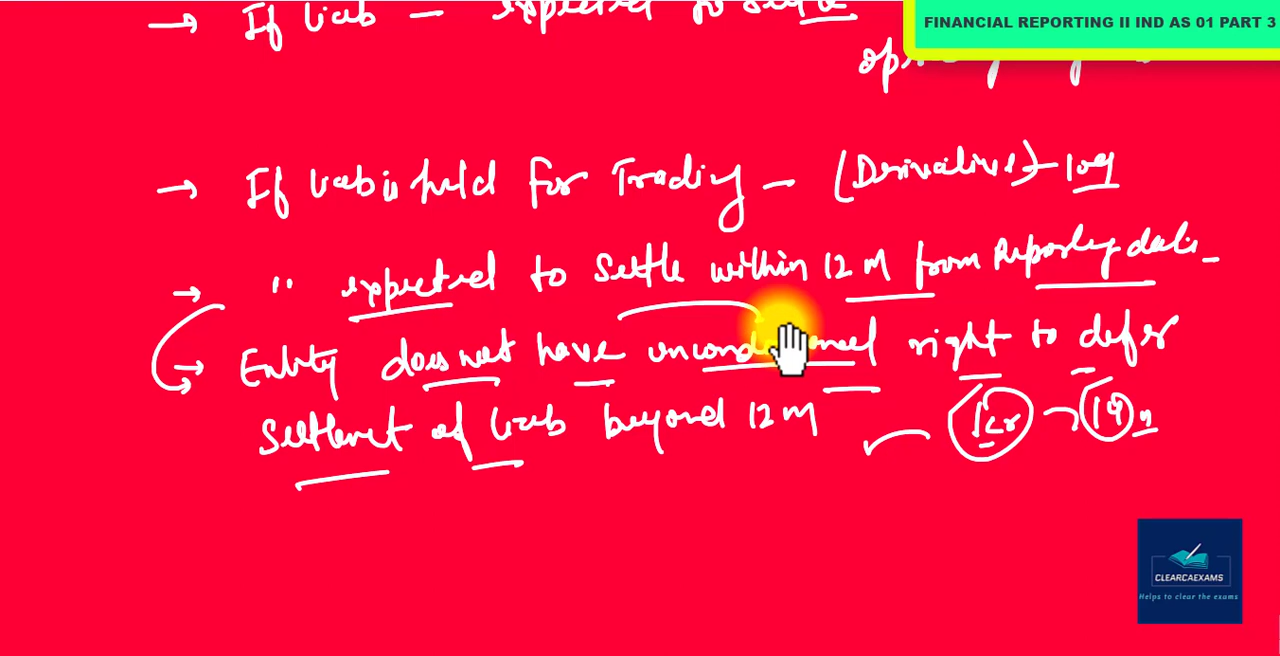 → If Liab – expected to Settle
FINANCIAL REPORTING II IND AS 01 PART 3
→ If Liab is held For Trading – (Derivative) – 109
→ " expected to Settle within 12 M from Reporting date
→ Entity does not have unconditional right to defer
Settlement of Liab beyond 12 M
CLEARCAEXAMS
Helps to clear the exams